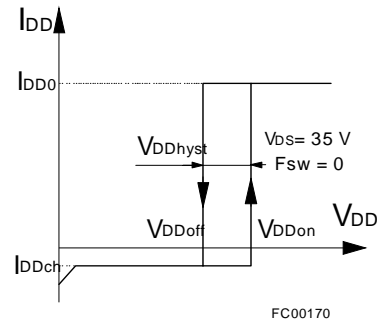 IDD
IDD0
VDDhyst
VDS= 35 V
Fsw = 0
VDDoff
VDDon
VDD
IDDch
FC00170